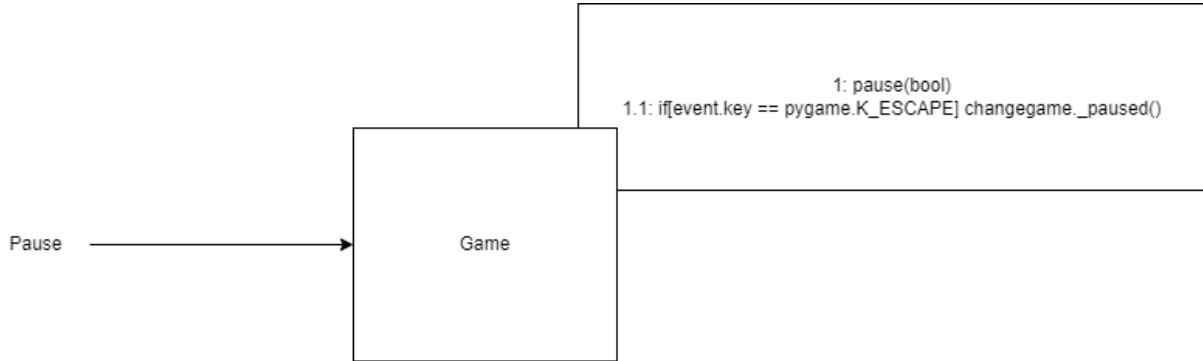 1: pause(bool)
1.1: if[event.key == pygame.K_ESCAPE] changegame._paused()
Pause
Game